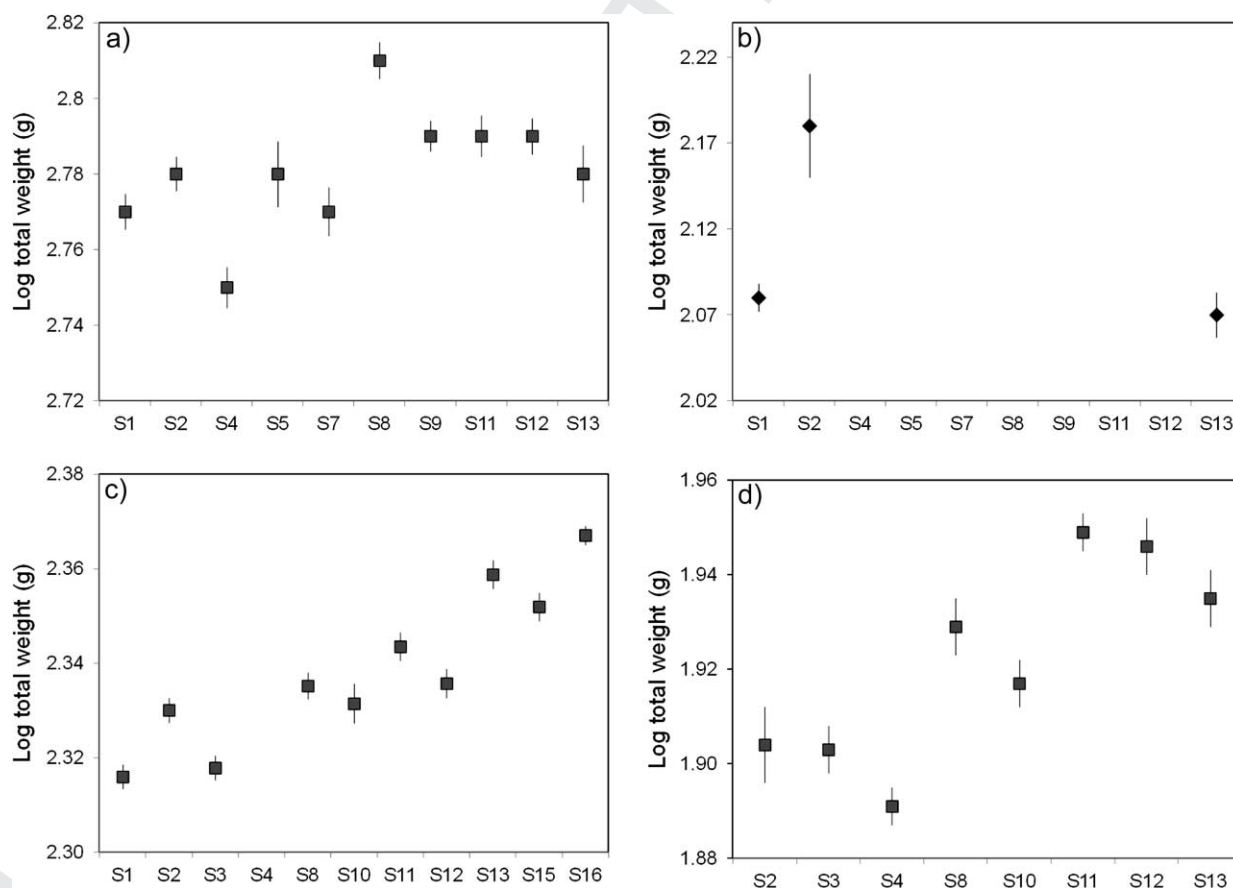 a)
Log total weight (g)
2.82
2.8
2.78
2.76
2.74
2.72
S1 S2 S4 S5 S7 S8 S9 S11 S12 S13
b)
Log total weight (g)
2.22
2.17
2.12
2.07
2.02
S1 S2 S4 S5 S7 S8 S9 S11 S12 S13
c)
Log total weight (g)
2.38
2.36
2.34
2.32
2.30
S1 S2 S3 S4 S8 S10 S11 S12 S13 S15 S16
d)
Log total weight (g)
1.96
1.94
1.92
1.90
1.88
S2 S3 S4 S8 S10 S11 S12 S13